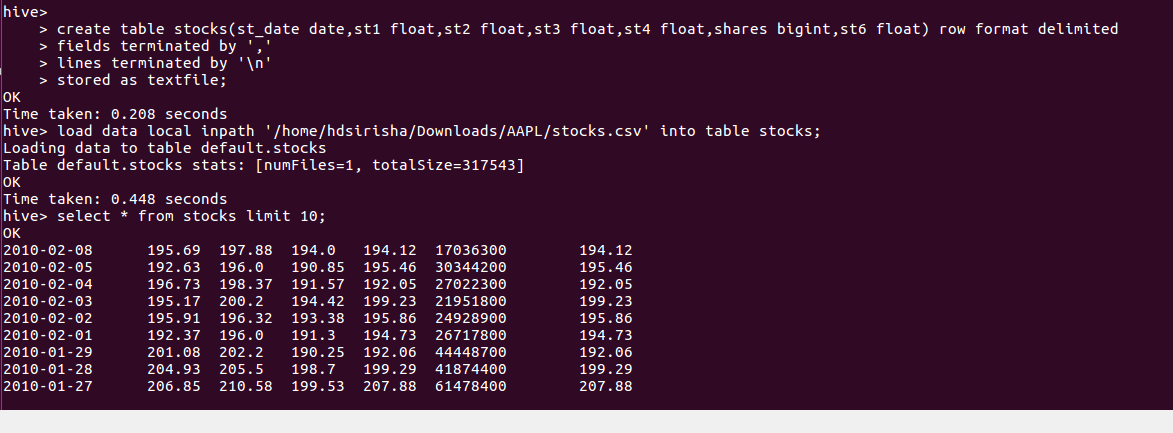 hive>
> create table stocks(st_date date,st1 float,st2 float,st3 float,st4 float,shares bigint,st6 float) row format delimited
> fields terminated by ','
> lines terminated by '\n'
> stored as textfile;
OK
Time taken: 0.208 seconds
hive> load data local inpath '/home/hdsirisha/Downloads/AAPL/stocks.csv' into table stocks;
Loading data to table default.stocks
Table default.stocks stats: [numFiles=1, totalSize=317543]
OK
Time taken: 0.448 seconds
hive> select * from stocks limit 10;
OK
2010-02-08 195.69 197.88 194.0 194.12 17036300 194.12
2010-02-05 192.63 196.0 190.85 195.46 30344200 195.46
2010-02-04 196.73 198.37 191.57 192.05 27022300 192.05
2010-02-03 195.17 200.2 194.42 199.23 21951800 199.23
2010-02-02 195.91 196.32 193.38 195.86 24928900 195.86
2010-02-01 192.37 196.0 191.3 194.73 26717800 194.73
2010-01-29 201.08 202.2 190.25 192.06 44448700 192.06
2010-01-28 204.93 205.5 198.7 199.29 41874400 199.29
2010-01-27 206.85 210.58 199.53 207.88 61478400 207.88